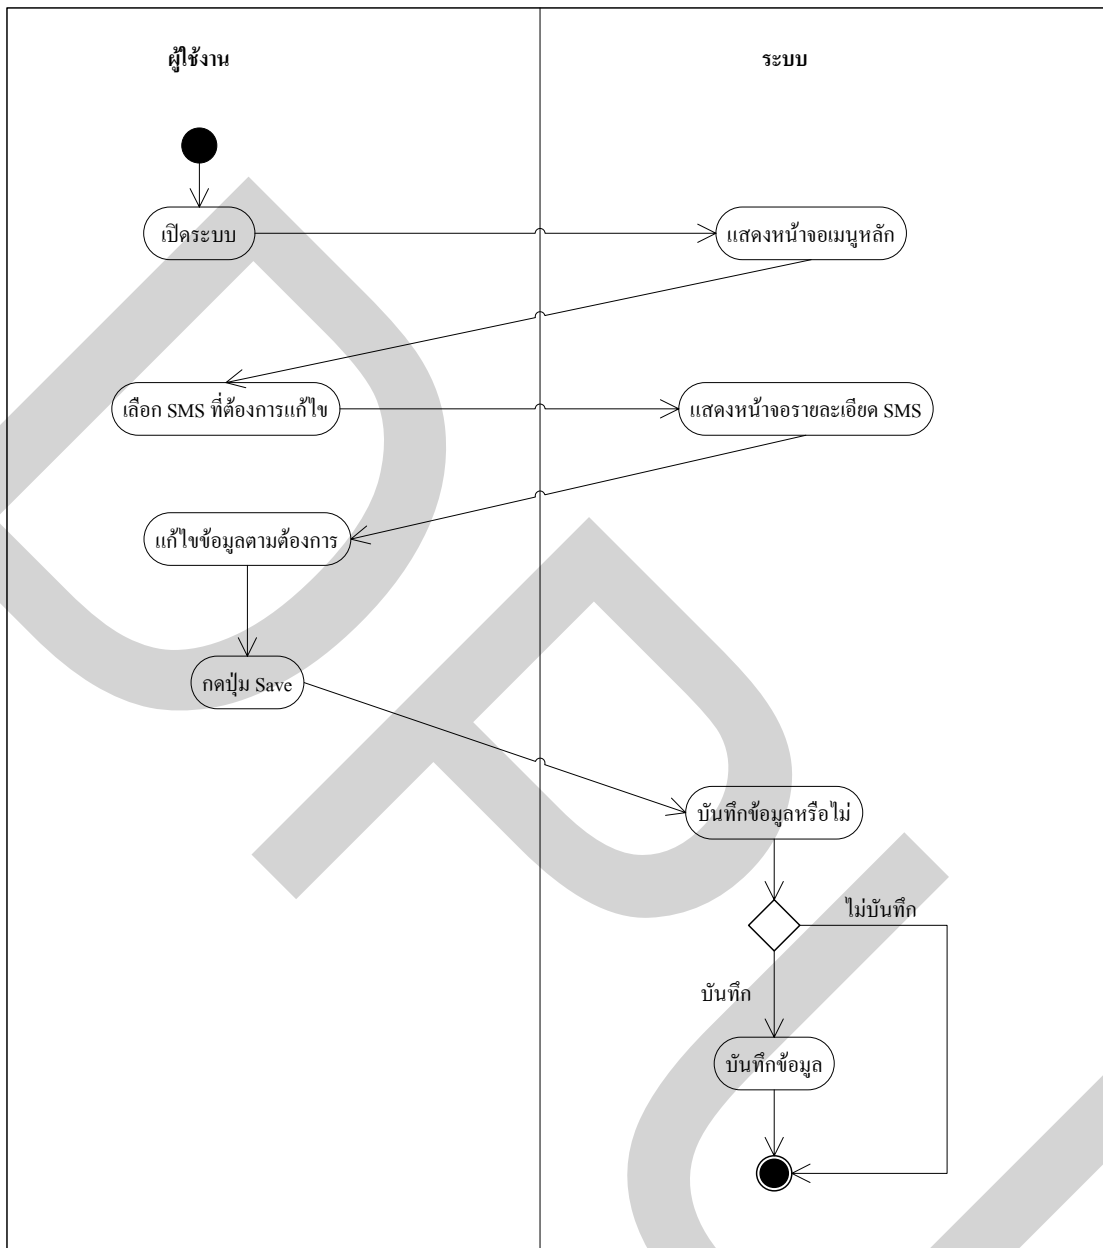 ผู้ใช้งาน
ระบบ
เปิดระบบ
แสดงหน้าจอเมนูหลัก
เลือก SMS ที่ต้องการแก้ไข
แสดงหน้าจอรายละเอียด SMS
แก้ไขข้อมูลตามต้องการ
กดปุ่ม Save
บันทึกข้อมูลหรือไม่
ไม่บันทึก
บันทึก
บันทึกข้อมูล